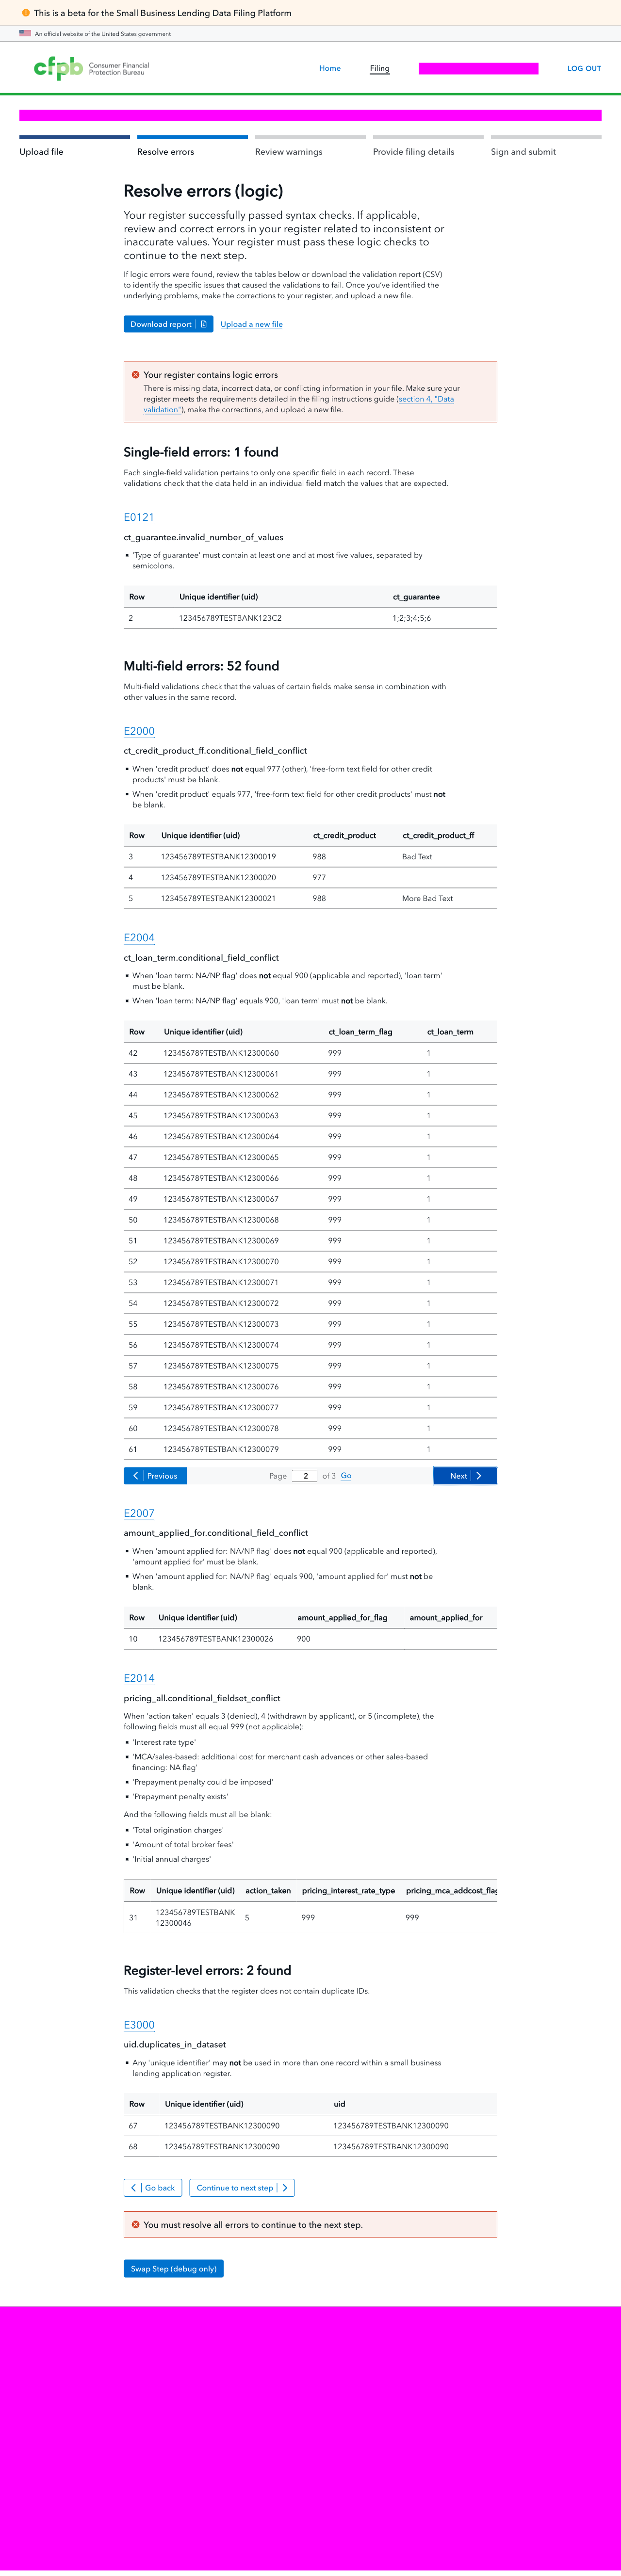 This is a beta for the Small Business Lending Data Filing Platform
An official website of the United States government
cfpb Consumer Financial
Protection Bureau
Home Filing LOG OUT
Upload file Resolve errors Review warnings Provide filing details Sign and submit
Resolve errors (logic)
Your register successfully passed syntax checks. If applicable,
review and correct errors in your register related to inconsistent or
inaccurate values. Your register must pass these logic checks to
continue to the next step.
If logic errors were found, review the tables below or download the validation report (CSV)
to identify the specific issues that caused the validations to fail. Once you've identified the
underlying problems, make the corrections to your register, and upload a new file.
Download report Upload a new file
Your register contains logic errors
There is missing data, incorrect data, or conflicting information in your file. Make sure your
register meets the requirements detailed in the filing instructions guide (section 4, "Data
validation"), make the corrections, and upload a new file.
Single-field errors: 1 found
Each single-field validation pertains to only one specific field in each record. These
validations check that the data held in an individual field match the values that are expected.
E0121
ct_guarantee.invalid_number_of_values
▪ 'Type of guarantee' must contain at least one and at most five values, separated by
semicolons.
Row Unique identifier (uid) ct_guarantee
2 123456789TESTBANK123C2 1;2;3;4;5;6
Multi-field errors: 52 found
Multi-field validations check that the values of certain fields make sense in combination with
other values in the same record.
E2000
ct_credit_product_ff.conditional_field_conflict
▪ When 'credit product' does not equal 977 (other), 'free-form text field for other credit
products' must be blank.
▪ When 'credit product' equals 977, 'free-form text field for other credit products' must not
be blank.
Row Unique identifier (uid) ct_credit_product ct_credit_product_ff
3 123456789TESTBANK12300019 988 Bad Text
4 123456789TESTBANK12300020 977
5 123456789TESTBANK12300021 988 More Bad Text
E2004
ct_loan_term.conditional_field_conflict
▪ When 'loan term: NA/NP flag' does not equal 900 (applicable and reported), 'loan term'
must be blank.
▪ When 'loan term: NA/NP flag' equals 900, 'loan term' must not be blank.
Row Unique identifier (uid) ct_loan_term_flag ct_loan_term
42 123456789TESTBANK12300060 999 1
43 123456789TESTBANK12300061 999 1
44 123456789TESTBANK12300062 999 1
45 123456789TESTBANK12300063 999 1
46 123456789TESTBANK12300064 999 1
47 123456789TESTBANK12300065 999 1
48 123456789TESTBANK12300066 999 1
49 123456789TESTBANK12300067 999 1
50 123456789TESTBANK12300068 999 1
51 123456789TESTBANK12300069 999 1
52 123456789TESTBANK12300070 999 1
53 123456789TESTBANK12300071 999 1
54 123456789TESTBANK12300072 999 1
55 123456789TESTBANK12300073 999 1
56 123456789TESTBANK12300074 999 1
57 123456789TESTBANK12300075 999 1
58 123456789TESTBANK12300076 999 1
59 123456789TESTBANK12300077 999 1
60 123456789TESTBANK12300078 999 1
61 123456789TESTBANK12300079 999 1
Previous Page 2 of 3 Go Next
E2007
amount_applied_for.conditional_field_conflict
▪ When 'amount applied for: NA/NP flag' does not equal 900 (applicable and reported),
'amount applied for' must be blank.
▪ When 'amount applied for: NA/NP flag' equals 900, 'amount applied for' must not be
blank.
Row Unique identifier (uid) amount_applied_for_flag amount_applied_for
10 123456789TESTBANK12300026 900
E2014
pricing_all.conditional_fieldset_conflict
When 'action taken' equals 3 (denied), 4 (withdrawn by applicant), or 5 (incomplete), the
following fields must all equal 999 (not applicable):
▪ 'Interest rate type'
▪ 'MCA/sales-based: additional cost for merchant cash advances or other sales-based
financing: NA flag'
▪ 'Prepayment penalty could be imposed'
▪ 'Prepayment penalty exists'
And the following fields must all be blank:
▪ 'Total origination charges'
▪ 'Amount of total broker fees'
▪ 'Initial annual charges'
Row Unique identifier (uid) action_taken pricing_interest_rate_type pricing_mca_addcost_flag
31 123456789TESTBANK
12300046 5 999 999
Register-level errors: 2 found
This validation checks that the register does not contain duplicate IDs.
E3000
uid.duplicates_in_dataset
▪ Any 'unique identifier' may not be used in more than one record within a small business
lending application register.
Row Unique identifier (uid) uid
67 123456789TESTBANK12300090 123456789TESTBANK12300090
68 123456789TESTBANK12300090 123456789TESTBANK12300090
Go back Continue to next step
You must resolve all errors to continue to the next step.
Swap Step (debug only)